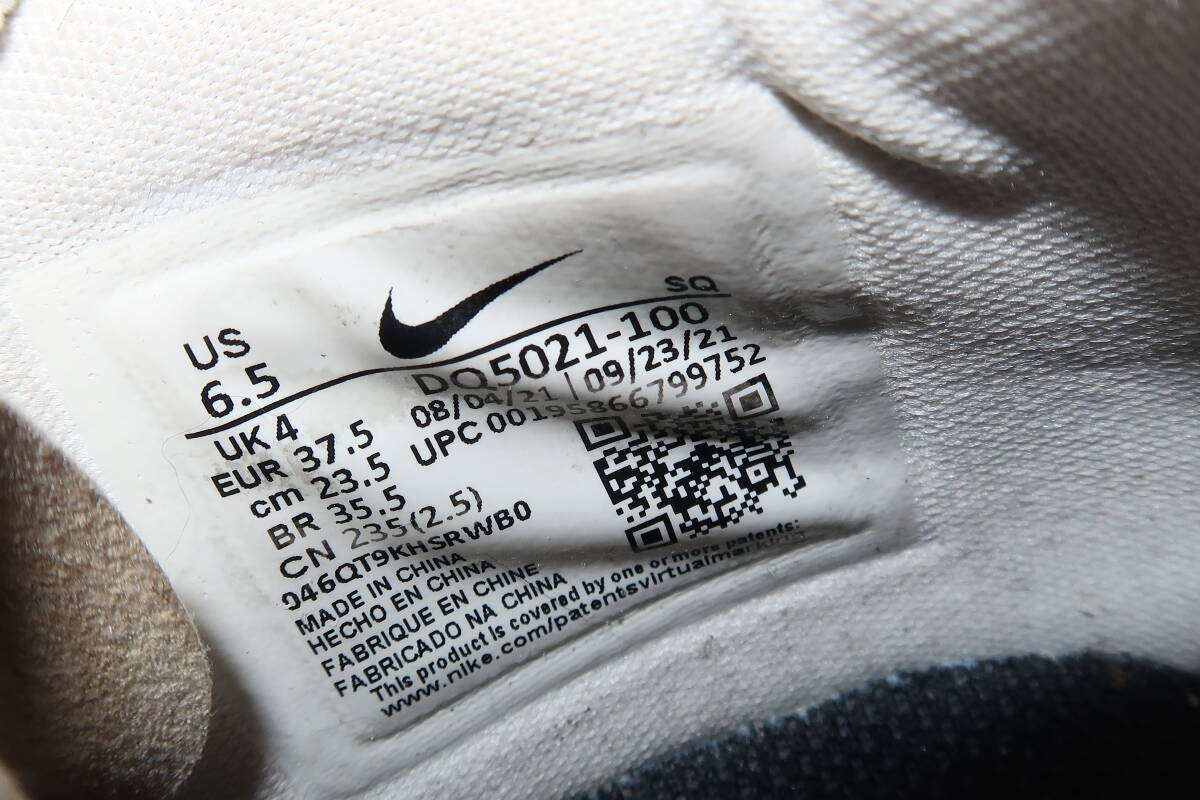 SQ
US
6.5
DQ5021-100
08/04/21 | 09/23/21
UPC 00195866799752
UK 4
EUR 37.5
cm 23.5
BR 35.5
CN 235(2.5)
046QT9KHSRWB0
MADE IN CHINA
HECHO EN CHINA
FABRIQUE EN CHINE
FABRICADO NA CHINA
This product is covered by one or more patents:
www.nike.com/patentsvirtualmarking